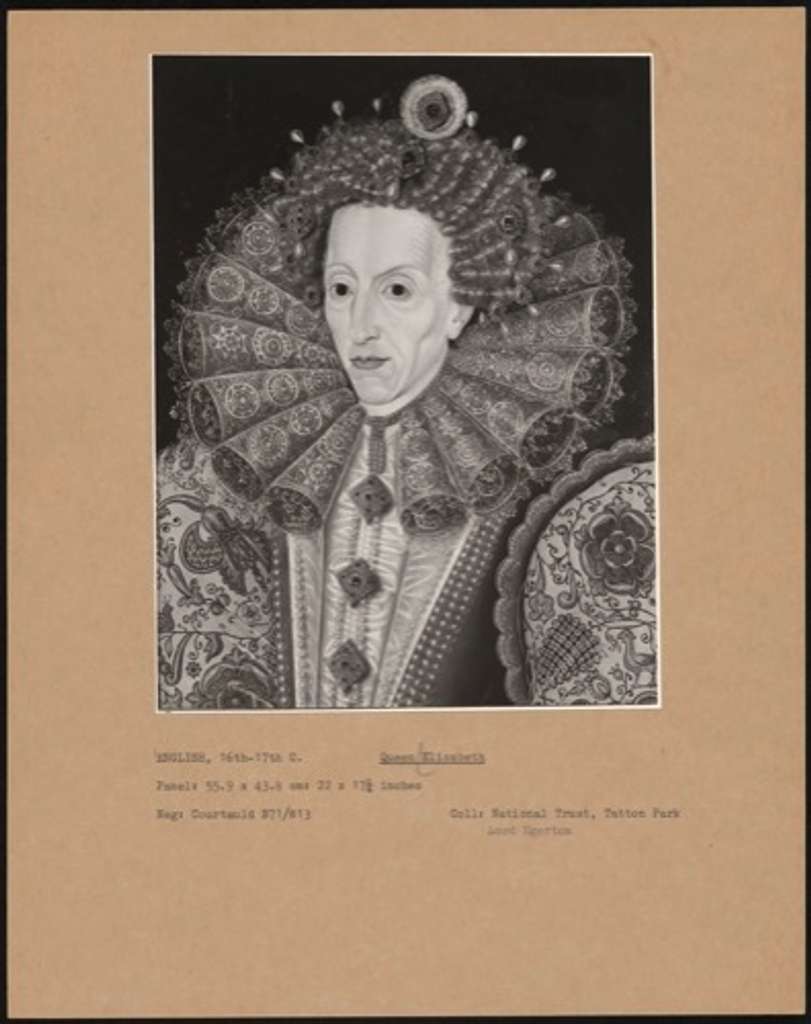 ENGLISH, 16th-17th C. Queen Elizabeth
Panel: 55.9 x 43.8 cm: 22 x 17¼ inches
Neg: Courtauld B71/813 Coll: National Trust, Tatton Park
Lord Egerton